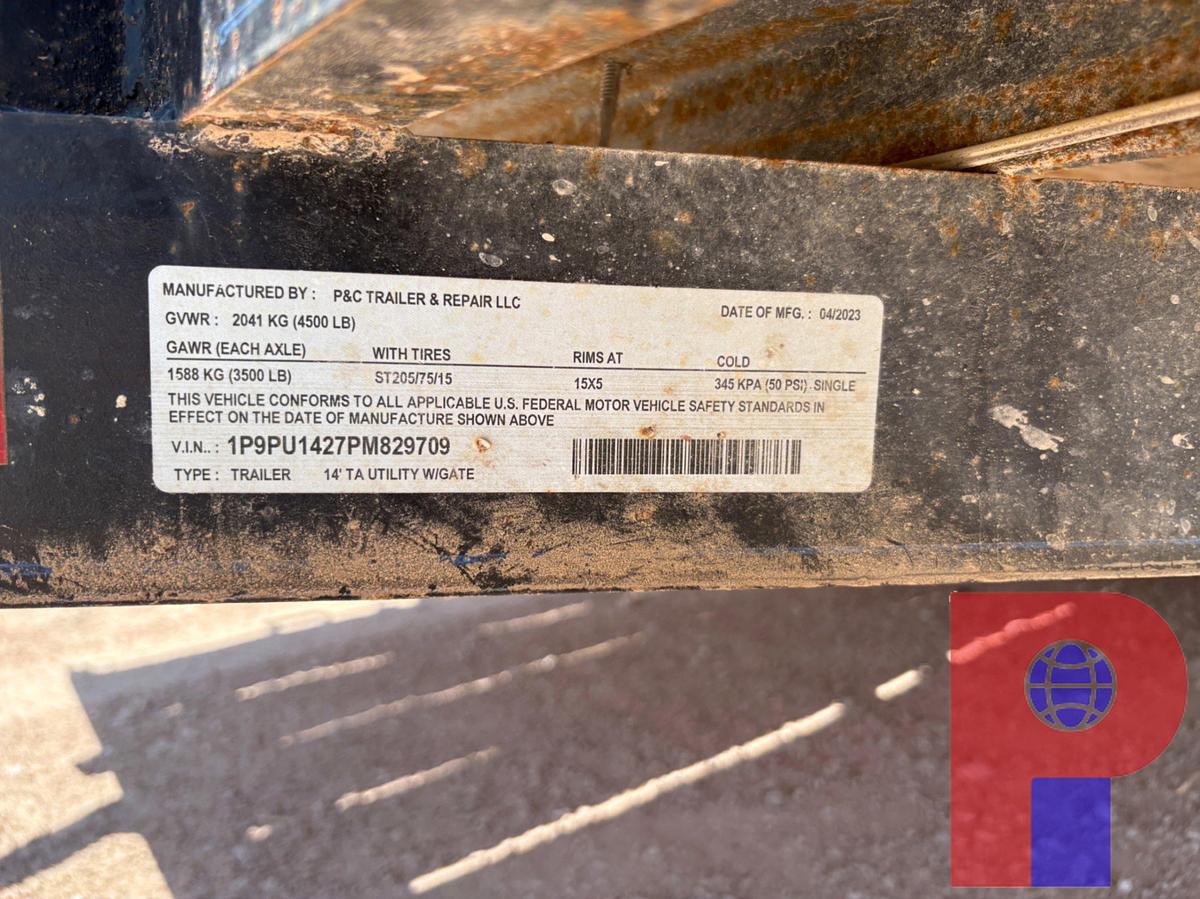 MANUFACTURED BY : P&C TRAILER & REPAIR LLC
DATE OF MFG. : 04/2023
GVWR : 2041 KG (4500 LB)
GAWR (EACH AXLE) WITH TIRES RIMS AT COLD
1588 KG (3500 LB) ST205/75/15 15X5 345 KPA (50 PSI) SINGLE
THIS VEHICLE CONFORMS TO ALL APPLICABLE U.S. FEDERAL MOTOR VEHICLE SAFETY STANDARDS IN
EFFECT ON THE DATE OF MANUFACTURE SHOWN ABOVE
V.I.N.. : 1P9PU1427PM829709
TYPE : TRAILER 14' TA UTILITY W/GATE
P